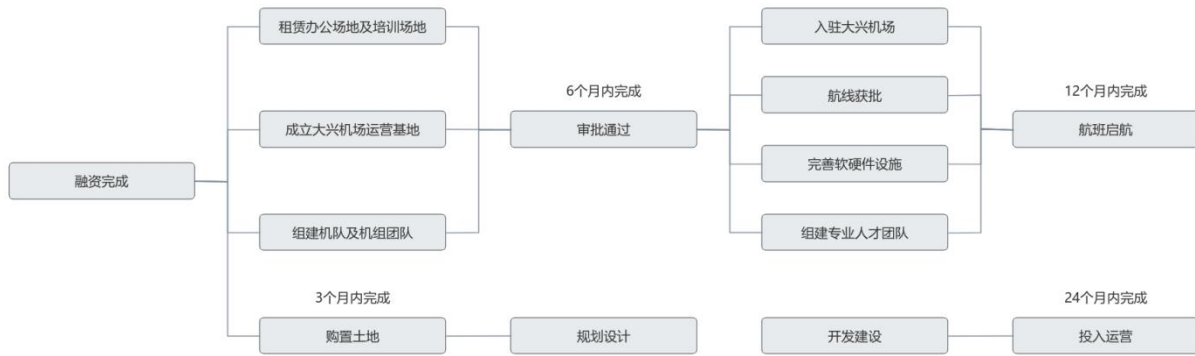 租赁办公场地及培训场地
入驻大兴机场
6个月内完成
航线获批
12个月内完成
成立大兴机场运营基地
审批通过
航班启航
完善软硬件设施
融资完成
组建机队及机组团队
组建专业人才团队
3个月内完成
24个月内完成
购置土地
规划设计
开发建设
投入运营